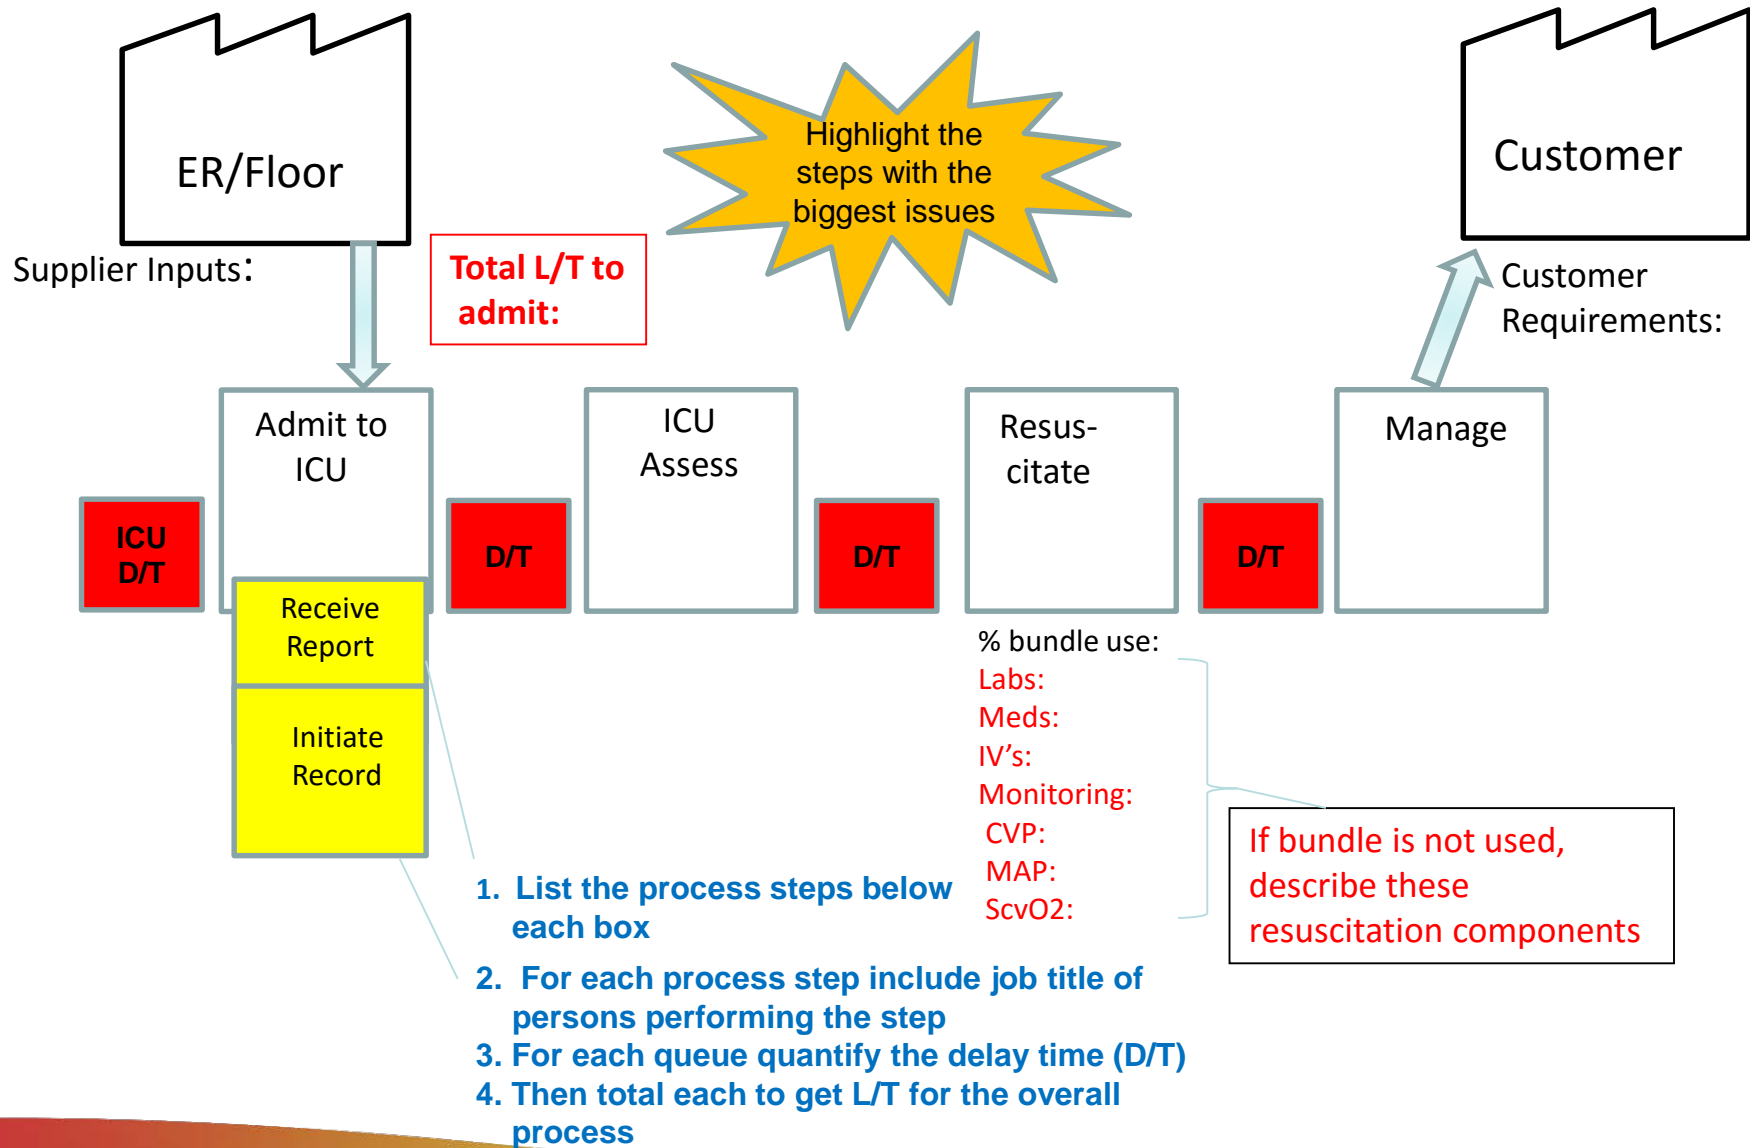 ER/Floor
Highlight the
steps with the
biggest issues
Customer
Supplier Inputs:
Total L/T to
admit:
Customer
Requirements:
Admit to
ICU
ICU
Assess
Resus-
citate
Manage
ICU
D/T
D/T
D/T
D/T
Receive
Report
Initiate
Record
% bundle use:
Labs:
Meds:
IV’s:
Monitoring:
CVP:
MAP:
ScvO2:
If bundle is not used,
describe these
resuscitation components
1. List the process steps below
each box
2. For each process step include job title of
persons performing the step
3. For each queue quantify the delay time (D/T)
4. Then total each to get L/T for the overall
process